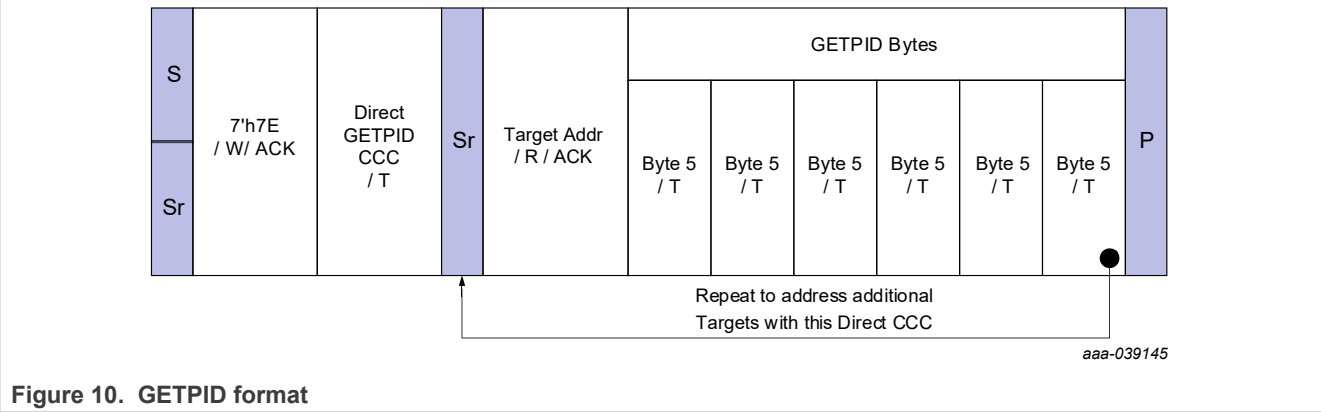 S
Sr
7'h7E
/ W/ ACK
Direct
GETPID
CCC
/ T
Sr
Target Addr
/ R / ACK
GETPID Bytes
Byte 5
/ T
Byte 5
/ T
Byte 5
/ T
Byte 5
/ T
Byte 5
/ T
Byte 5
/ T
P
Repeat to address additional
Targets with this Direct CCC
aaa-039145
Figure 10. GETPID format